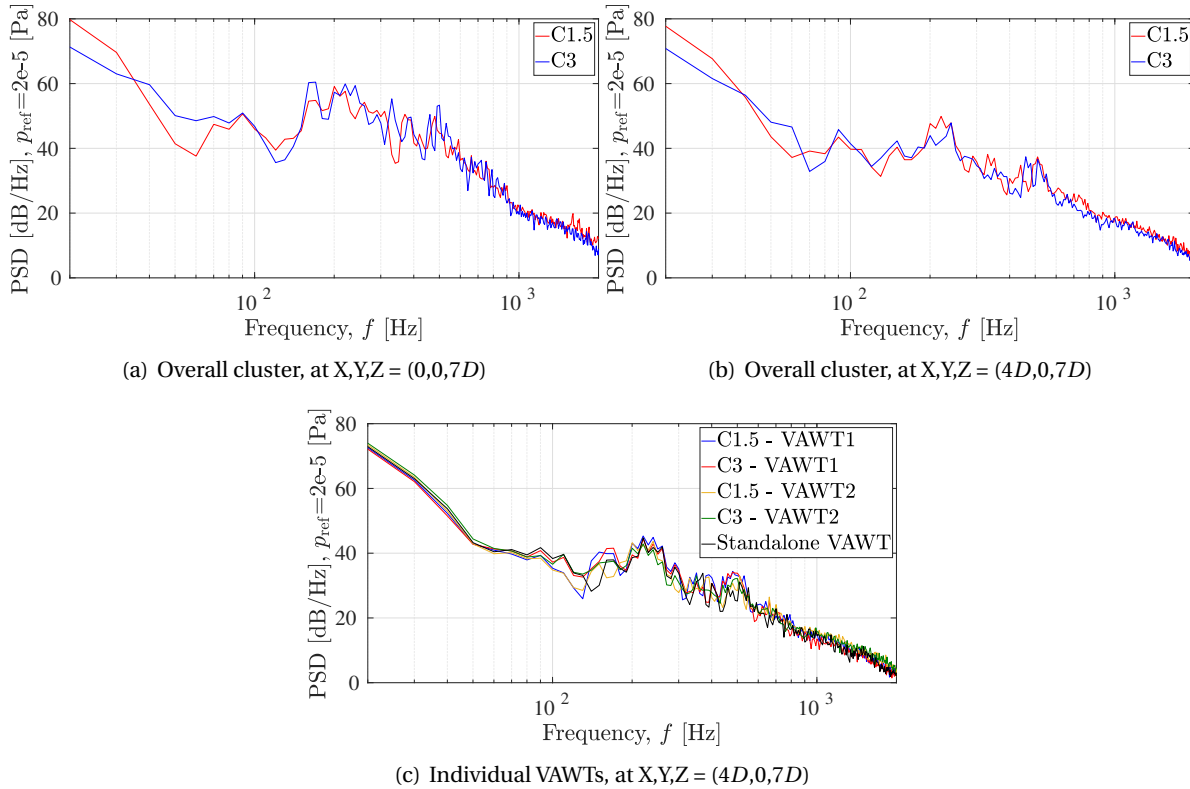 80
60
40
20
0
PSD [dB/Hz], p_ref=2e-5 [Pa]
C1.5
C3
10^2
10^3
Frequency, f [Hz]
(a) Overall cluster, at X,Y,Z = (0,0,7D)
80
60
40
20
0
PSD [dB/Hz], p_ref=2e-5 [Pa]
C1.5
C3
10^2
10^3
Frequency, f [Hz]
(b) Overall cluster, at X,Y,Z = (4D,0,7D)
80
60
40
20
0
PSD [dB/Hz], p_ref=2e-5 [Pa]
C1.5 - VAWT1
C3 - VAWT1
C1.5 - VAWT2
C3 - VAWT2
Standalone VAWT
10^2
10^3
Frequency, f [Hz]
(c) Individual VAWTs, at X,Y,Z = (4D,0,7D)